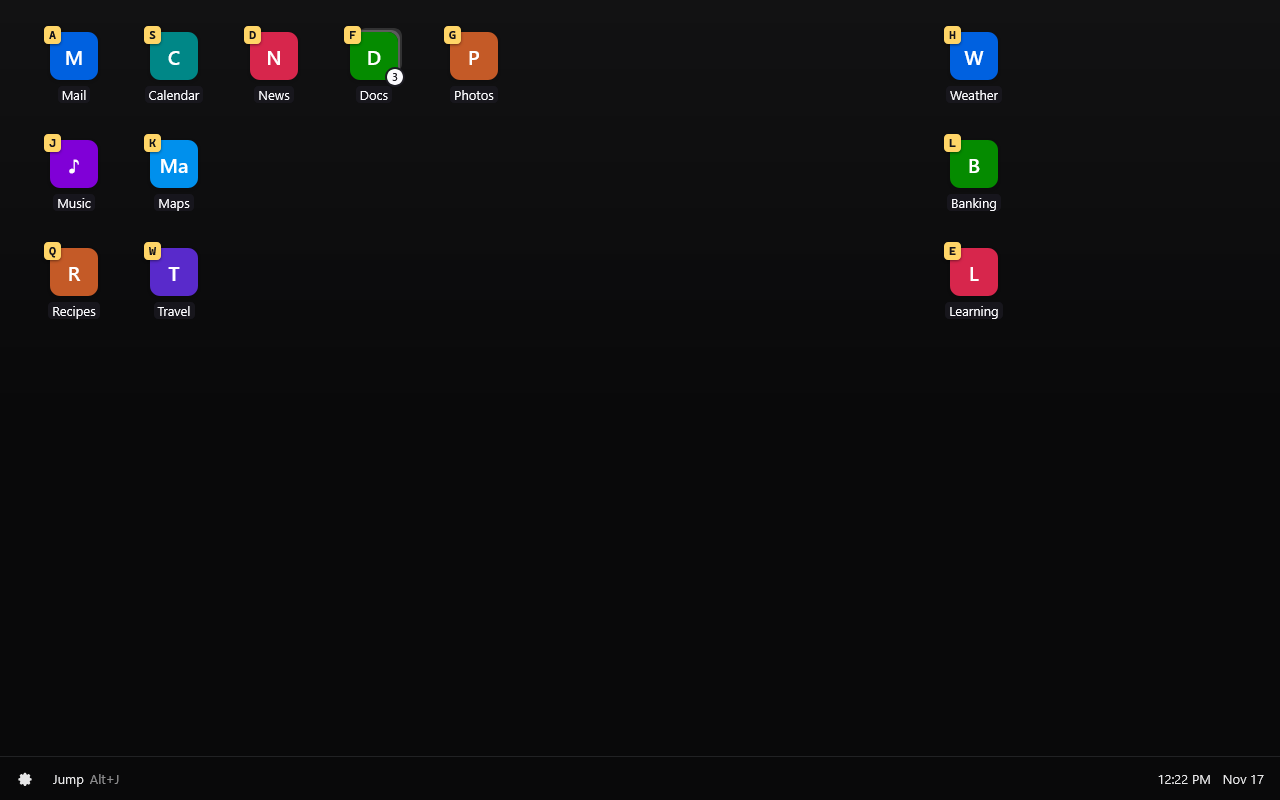 A S D F G H
M C N D P W
3
Mail Calendar News Docs Photos Weather
J K L
♪ Ma B
Music Maps Banking
Q W E
R T L
Recipes Travel Learning
Jump Alt+J 12:22 PM Nov 17